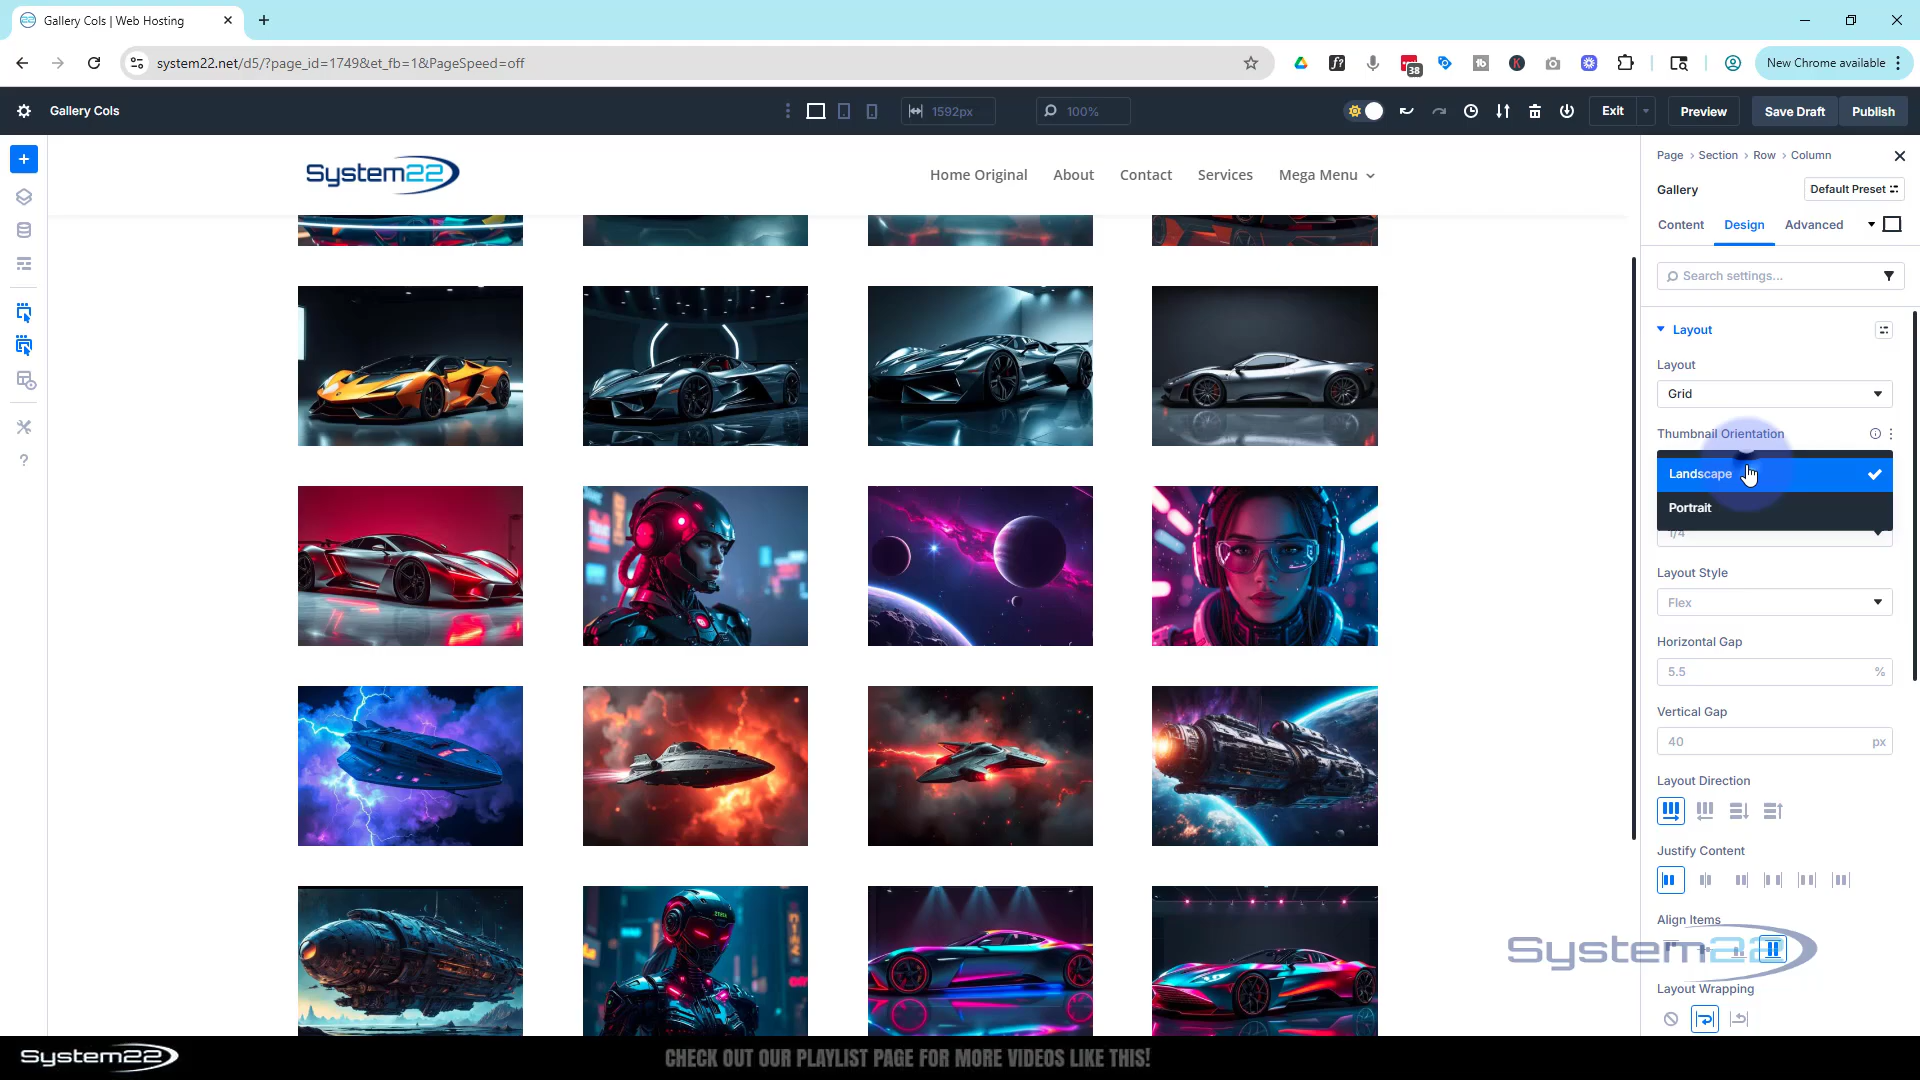 Gallery Cols | Web Hosting
system22.net/d5/?page_id=1749&et_fb=1&PageSpeed=off
38
New Chrome available
Gallery Cols
1592px
100%
Exit
Preview
Save Draft
Publish
System22
Home Original
About
Contact
Services
Mega Menu
Page > Section > Row > Column
Gallery
Default Preset
Content
Design
Advanced
Search settings...
Layout
Layout
Grid
Thumbnail Orientation
Landscape
Portrait
1/4
Layout Style
Flex
Horizontal Gap
5.5 %
Vertical Gap
40 px
Layout Direction
Justify Content
Align Items
System22
Layout Wrapping
System22
CHECK OUT OUR PLAYLIST PAGE FOR MORE VIDEOS LIKE THIS!